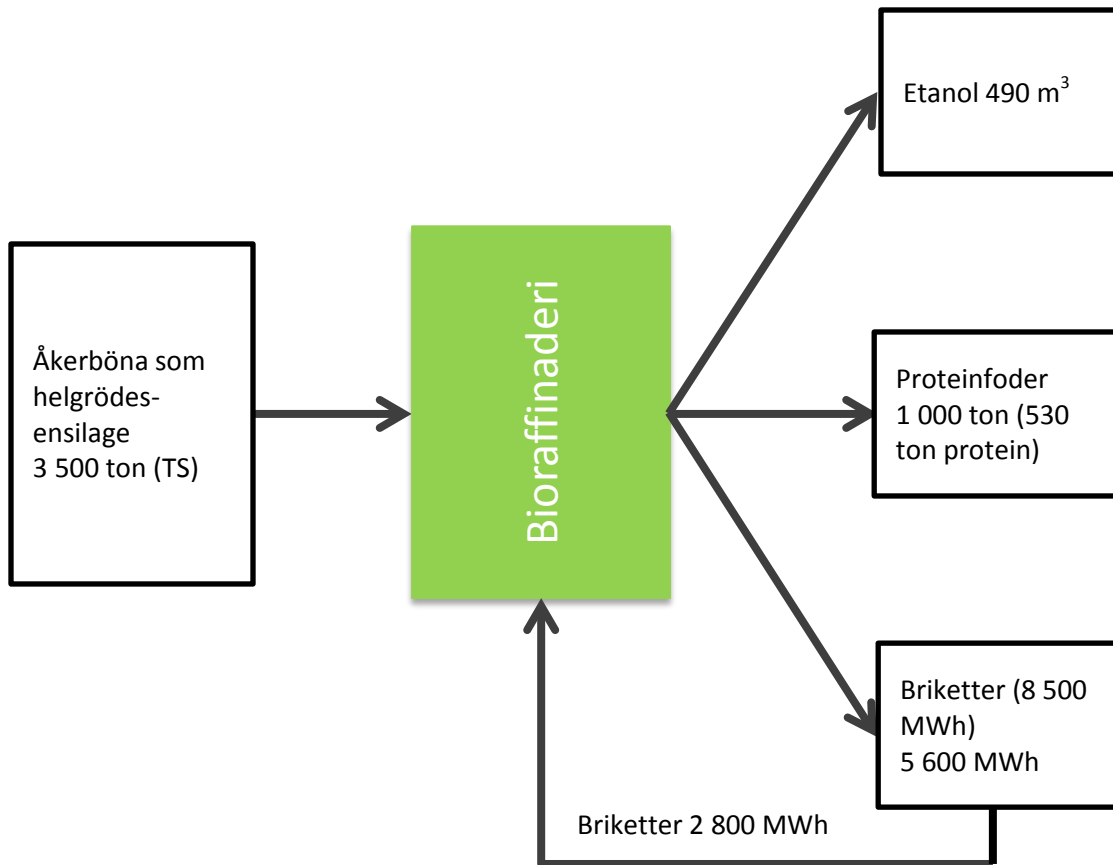 Etanol 490 m³
Åkerböna som
helgrödes-
ensilage
3 500 ton (TS)
Bioraffinaderi
Proteinfoder
1 000 ton (530
ton protein)
Briketter (8 500
MWh)
5 600 MWh
Briketter 2 800 MWh